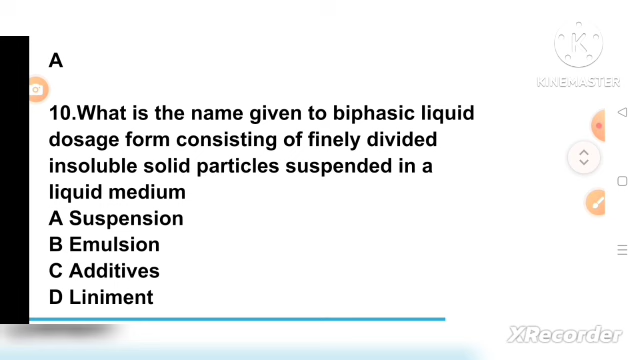 A
10.What is the name given to biphasic liquid
dosage form consisting of finely divided
insoluble solid particles suspended in a
liquid medium
A Suspension
B Emulsion
C Additives
D Liniment
KINEMASTER
XRecorder